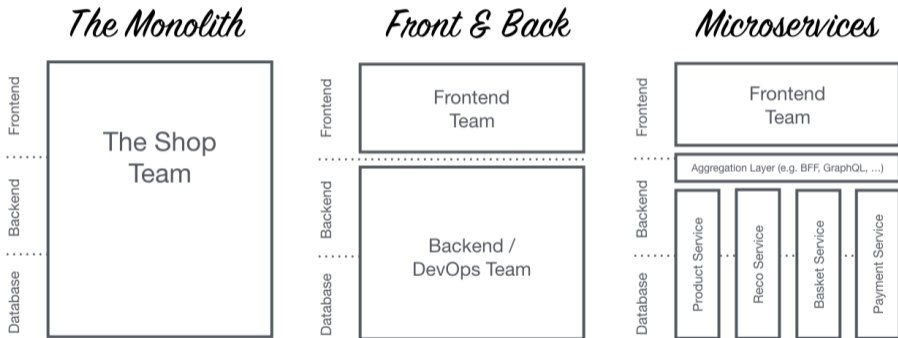 The Monolith
Frontend
Backend
Database
The Shop
Team
Front & Back
Frontend
Backend
Database
Frontend
Team
Backend /
DevOps Team
Microservices
Frontend
Backend
Database
Frontend
Team
Aggregation Layer (e.g. BFF, GraphQL, ...)
Product Service
Reco Service
Basket Service
Payment Service